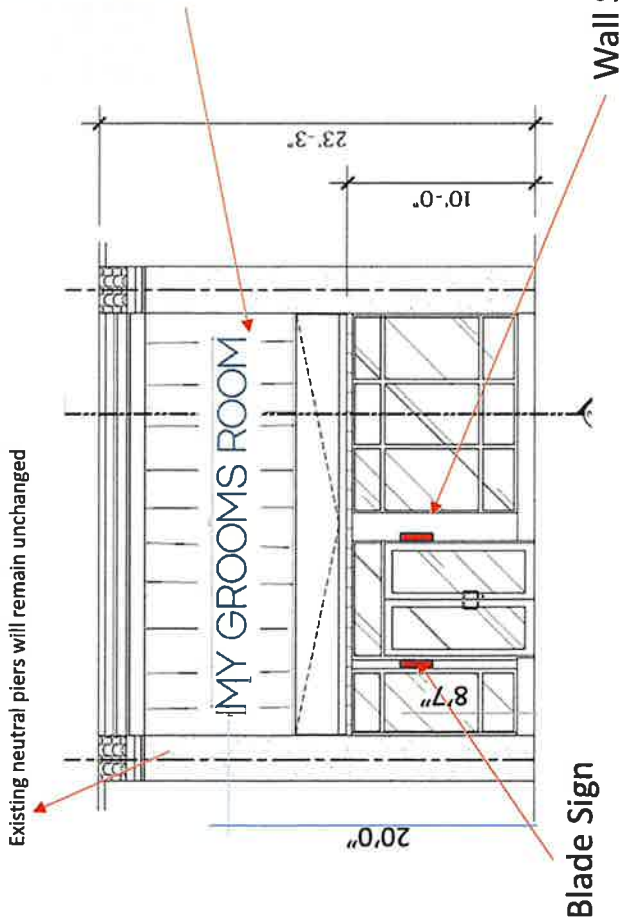 Existing neutral piers will remain unchanged
23'-3"
10'-0"
MY GROOMS ROOM
8'7"
20'0"
Blade Sign
Wall